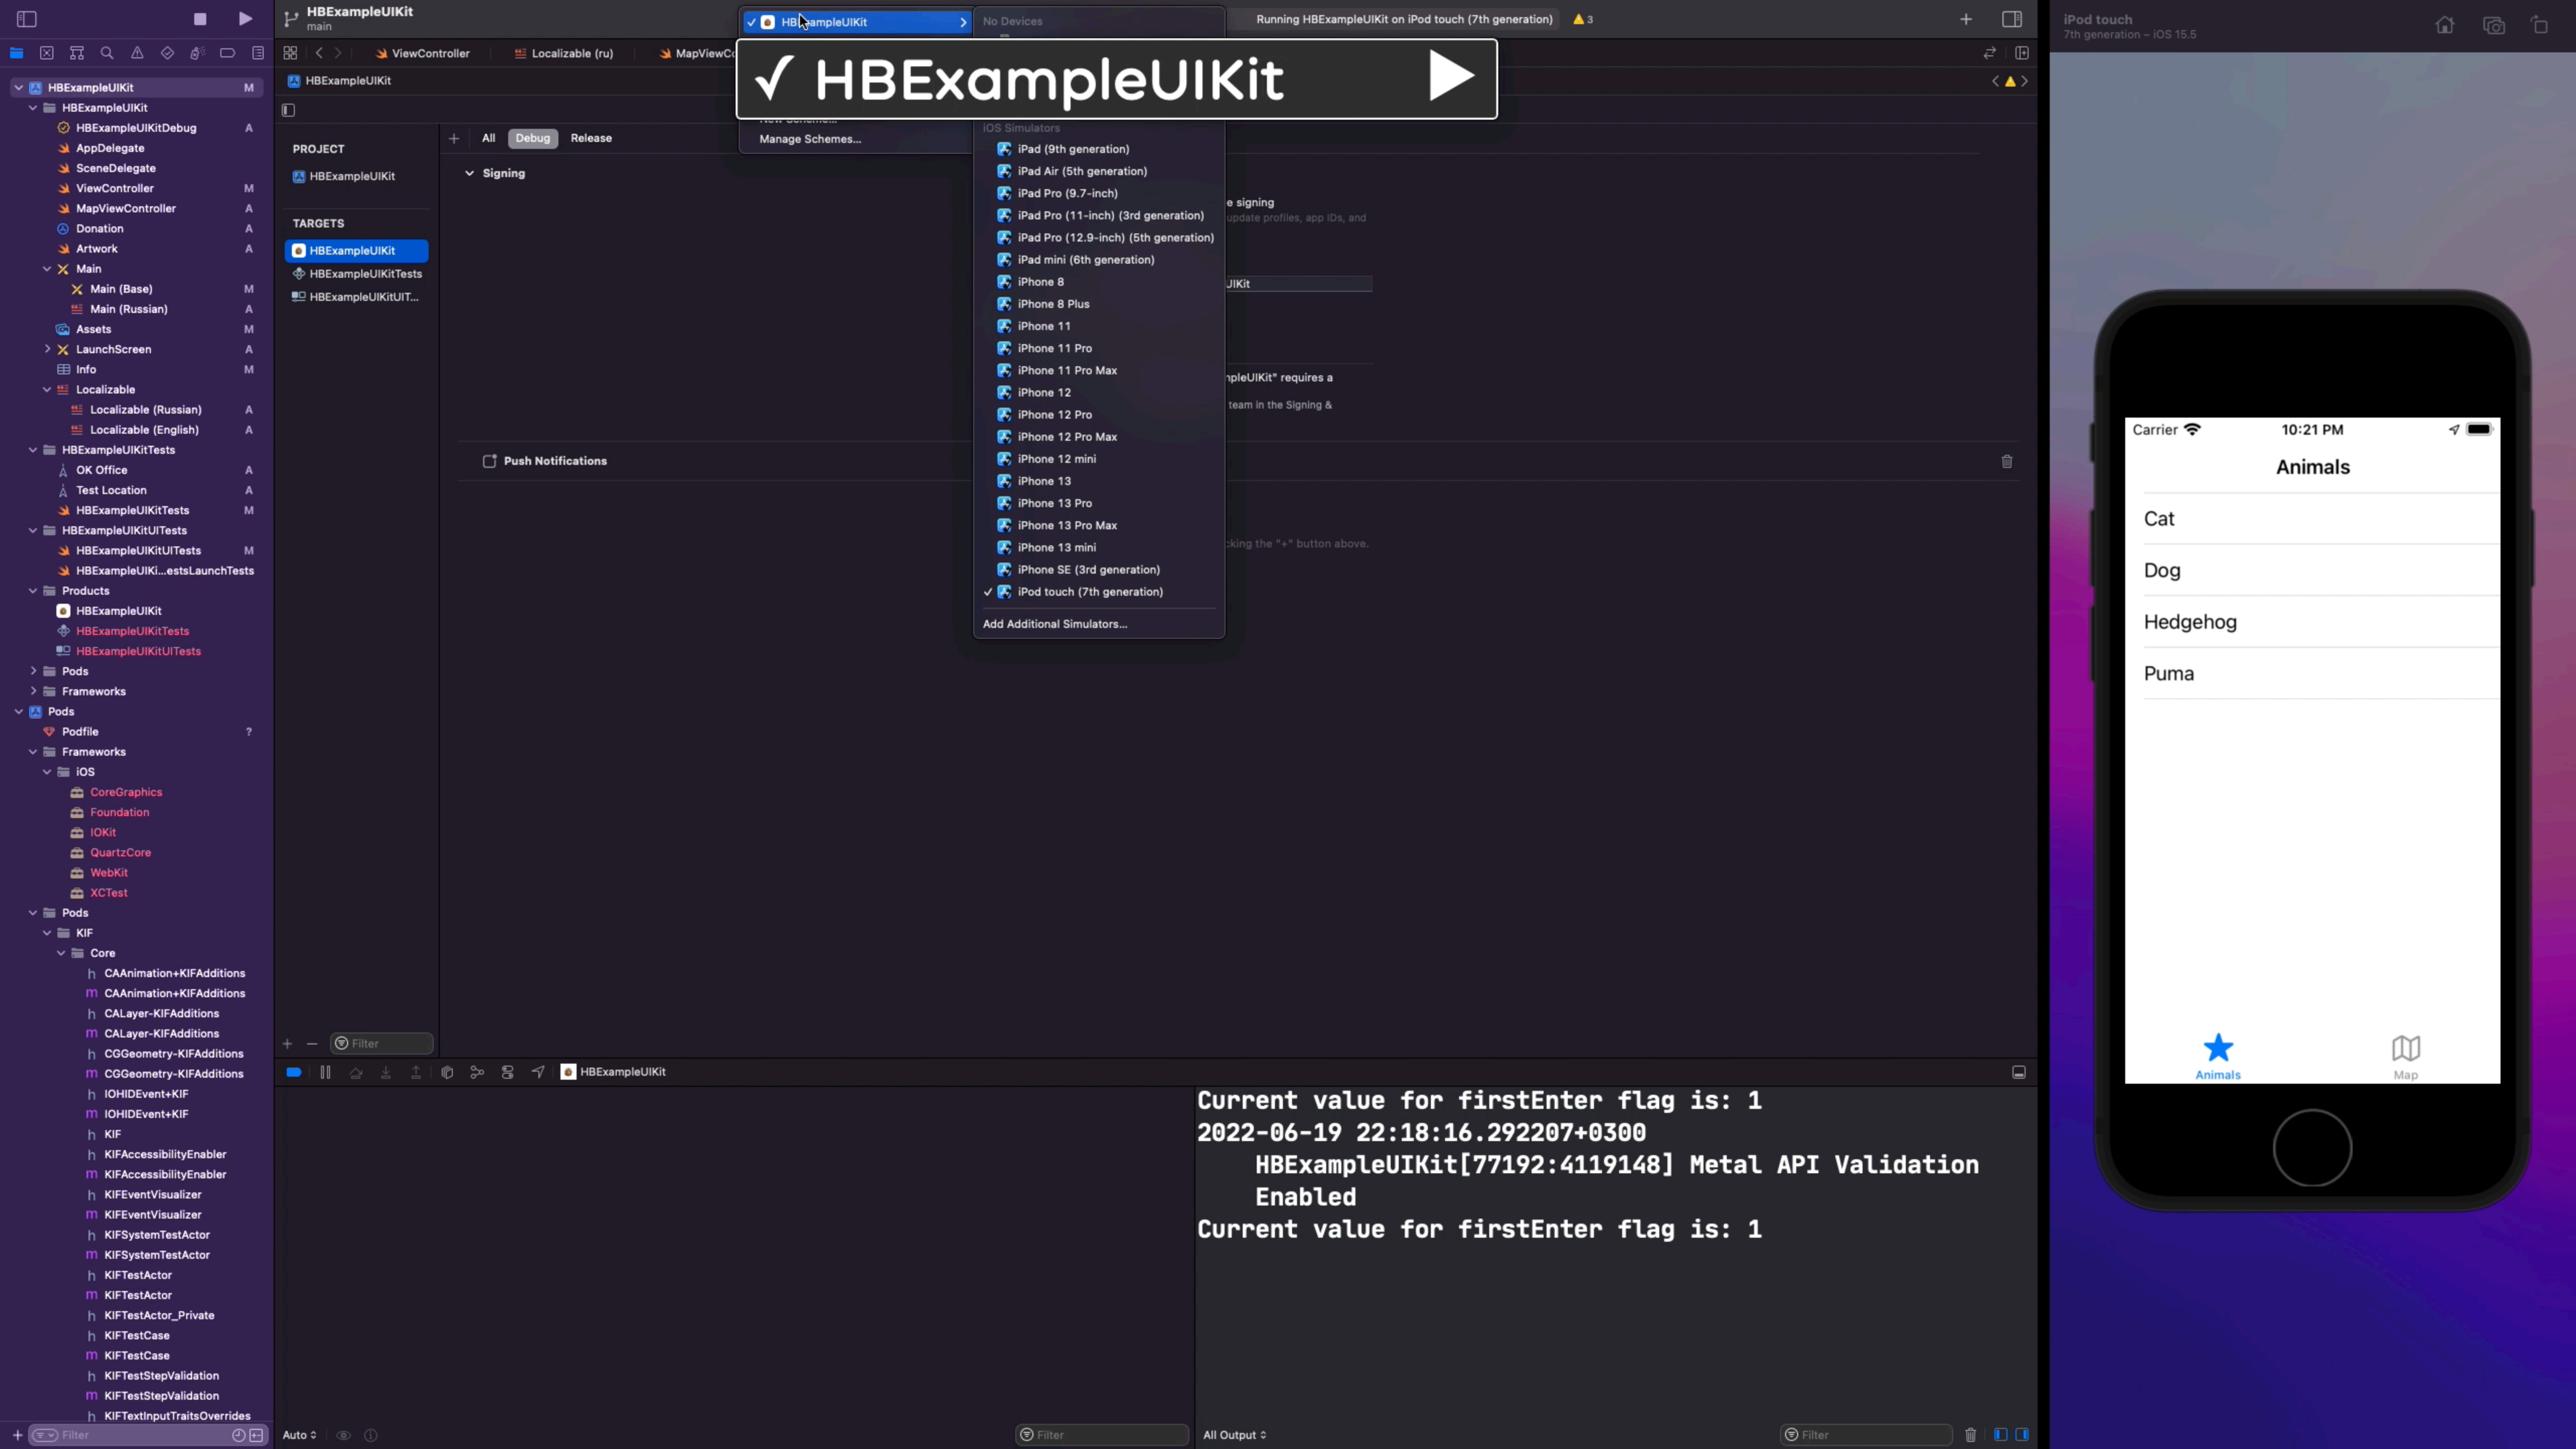 HBExampleUIKit
main
HBExampleUIKit
No Devices
Running HBExampleUIKit on iPod touch (7th generation)
3
iPod touch
7th generation – iOS 15.5
ViewController
Localizable (ru)
MapViewCo
✓ HBExampleUIKit
HBExampleUIKit
Manage Schemes...
iOS Simulators
iPad (9th generation)
iPad Air (5th generation)
iPad Pro (9.7-inch)
iPad Pro (11-inch) (3rd generation)
iPad Pro (12.9-inch) (5th generation)
iPad mini (6th generation)
iPhone 8
iPhone 8 Plus
iPhone 11
iPhone 11 Pro
iPhone 11 Pro Max
iPhone 12
iPhone 12 Pro
iPhone 12 Pro Max
iPhone 12 mini
iPhone 13
iPhone 13 Pro
iPhone 13 Pro Max
iPhone 13 mini
iPhone SE (3rd generation)
✓ iPod touch (7th generation)
Add Additional Simulators...
HBExampleUIKit M
HBExampleUIKit
HBExampleUIKitDebug A
AppDelegate
SceneDelegate
ViewController M
MapViewController A
Donation A
Artwork A
Main
Main (Base) M
Main (Russian) A
Assets M
LaunchScreen A
Info M
Localizable
Localizable (Russian) A
Localizable (English) A
HBExampleUIKitTests
OK Office A
Test Location A
HBExampleUIKitTests M
HBExampleUIKitUITests
HBExampleUIKitUITests M
HBExampleUIKi...estsLaunchTests
Products
HBExampleUIKit
HBExampleUIKitTests
HBExampleUIKitUITests
Pods
Frameworks
Pods
Podfile ?
Frameworks
iOS
CoreGraphics
Foundation
IOKit
QuartzCore
WebKit
XCTest
Pods
KIF
Core
h CAAnimation+KIFAdditions
m CAAnimation+KIFAdditions
h CALayer-KIFAdditions
m CALayer-KIFAdditions
h CGGeometry-KIFAdditions
m CGGeometry-KIFAdditions
h IOHIDEvent+KIF
m IOHIDEvent+KIF
h KIF
h KIFAccessibilityEnabler
m KIFAccessibilityEnabler
h KIFEventVisualizer
m KIFEventVisualizer
h KIFSystemTestActor
m KIFSystemTestActor
h KIFTestActor
m KIFTestActor
h KIFTestActor_Private
h KIFTestCase
m KIFTestCase
h KIFTestStepValidation
m KIFTestStepValidation
h KIFTextInputTraitsOverrides
Filter
PROJECT
HBExampleUIKit
TARGETS
HBExampleUIKit
HBExampleUIKitTests
HBExampleUIKitUIT...
Filter
All Debug Release
Signing
e signing
update profiles, app IDs, and
UIKit
mpleUIKit" requires a
team in the Signing &
Push Notifications
cking the "+" button above.
HBExampleUIKit
Current value for firstEnter flag is: 1
2022-06-19 22:18:16.292207+0300
HBExampleUIKit[77192:4119148] Metal API Validation
Enabled
Current value for firstEnter flag is: 1
Auto
Filter
All Output
Filter
Carrier 10:21 PM
Animals
Cat
Dog
Hedgehog
Puma
Animals
Map